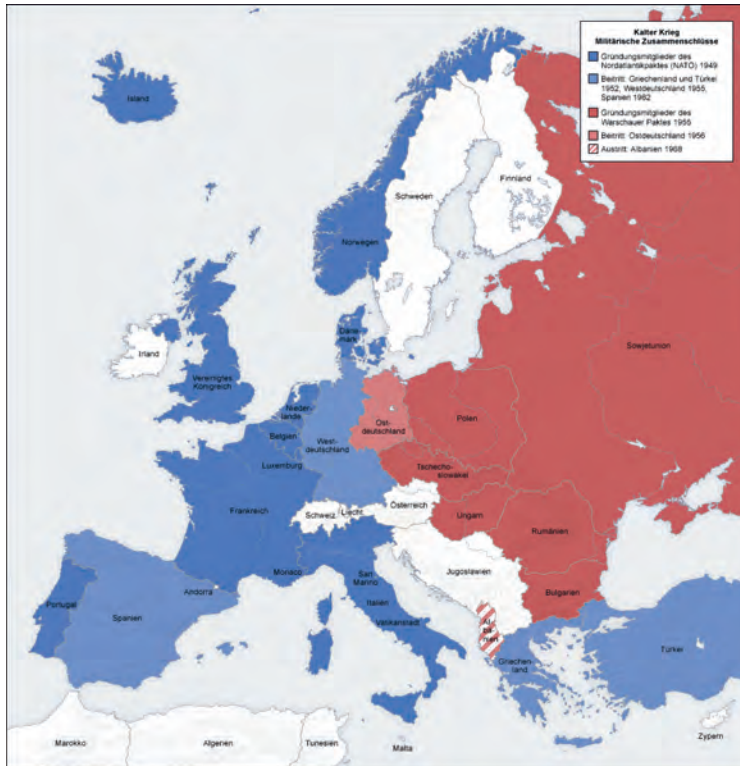 Kalter Krieg
Militärische Zusammenschlüsse
Gründungsmitglieder des
Nordatlantikpaktes (NATO) 1949
Beitritt: Griechenland und Türkei
1952, Westdeutschland 1955,
Spanien 1982
Gründungsmitglieder des
Warschauer Paktes 1955
Beitritt: Ostdeutschland 1956
Austritt: Albanien 1968
Island
Finnland
Schweden
Norwegen
Sowjetunion
Däne-
mark
Irland
Vereinigtes
Königreich
Nieder-
lande
Polen
Ost-
deutschland
Belgien
West-
deutschland
Luxemburg
Tschecho-
slowakei
Österreich
Schweiz
Liecht.
Frankreich
Ungarn
Rumänien
Jugoslawien
Monaco
San
Marino
Andorra
Bulgarien
Portugal
Spanien
Italien
Vatikanstadt
Al-
ba-
nien
Griechen-
land
Türkei
Marokko
Algerien
Tunesien
Malta
Zypern